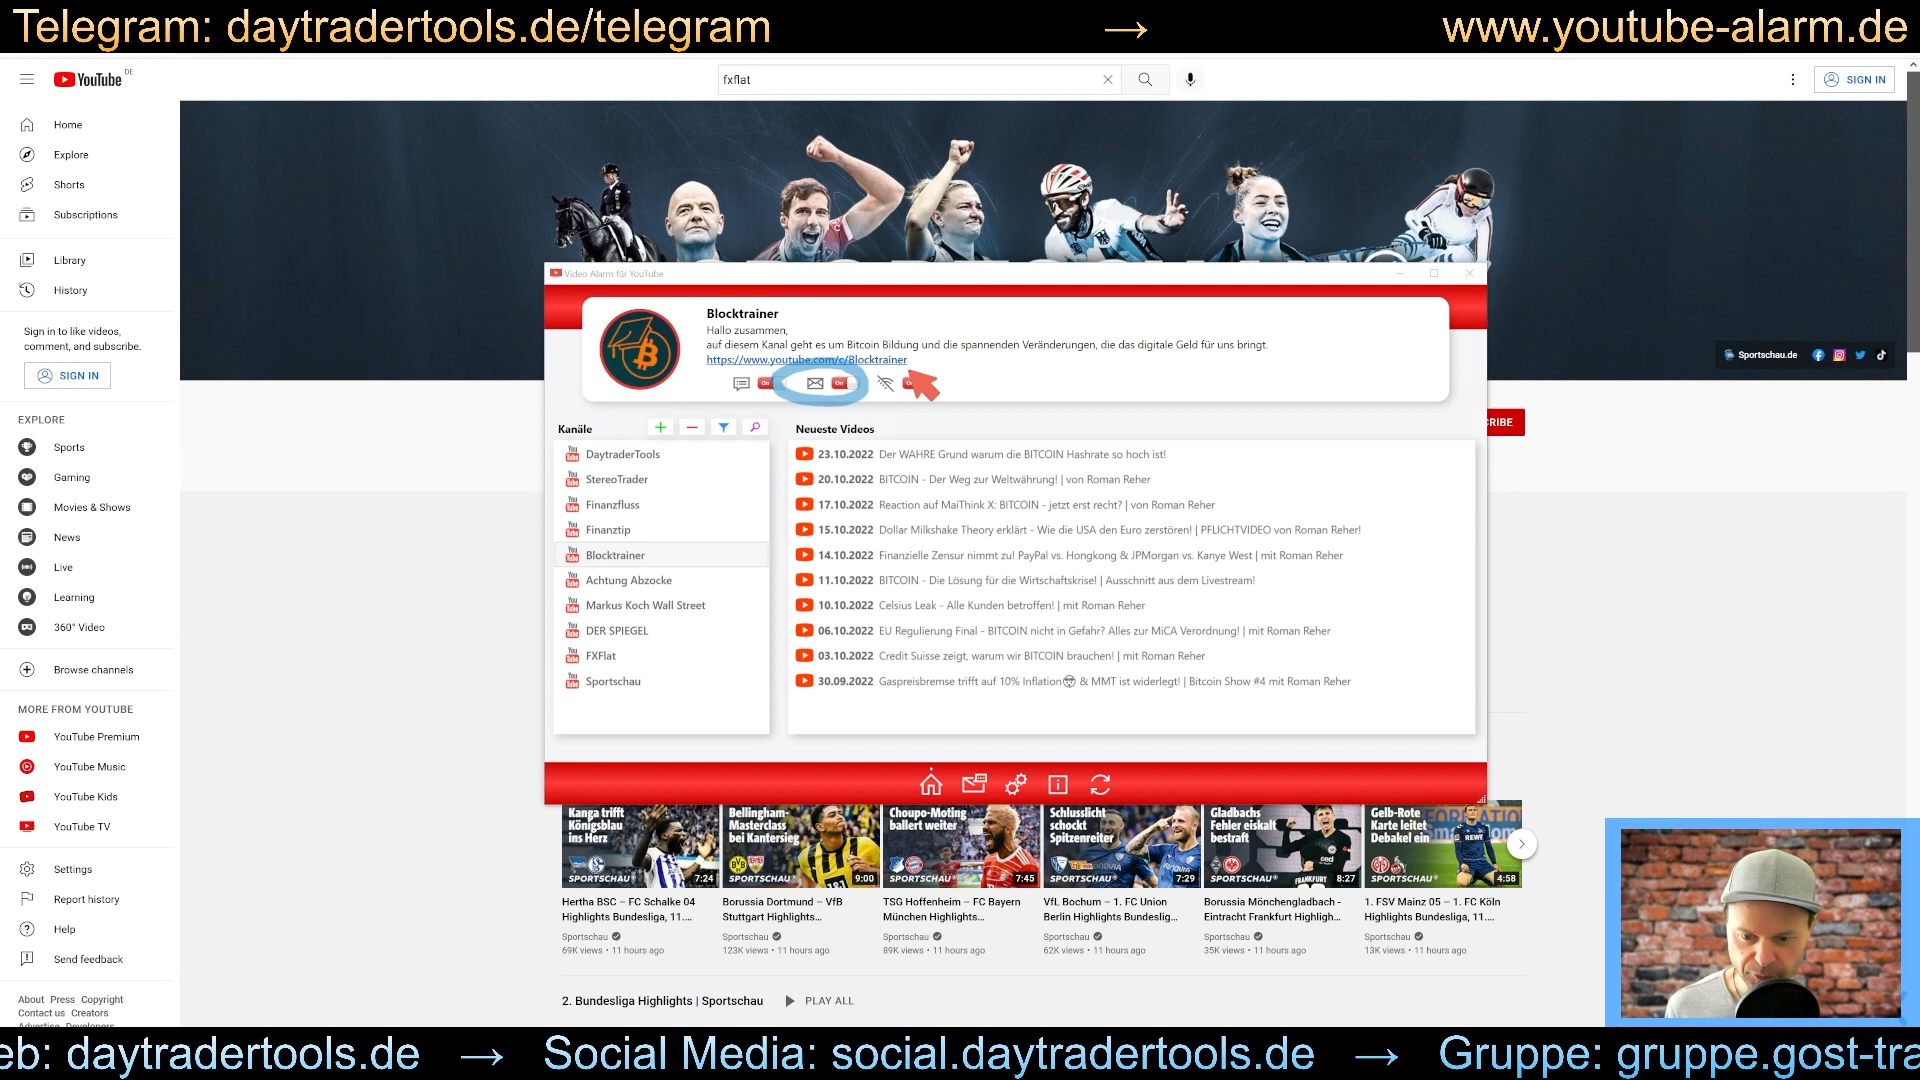 Telegram: daytradertools.de/telegram → www.youtube-alarm.de
YouTube DE
fxflat
SIGN IN
Home
Explore
Shorts
Subscriptions
Library
History
Sign in to like videos,
comment, and subscribe.
SIGN IN
EXPLORE
Sports
Gaming
Movies & Shows
News
Live
Learning
360° Video
Browse channels
MORE FROM YOUTUBE
YouTube Premium
YouTube Music
YouTube Kids
YouTube TV
Settings
Report history
Help
Send feedback
About Press Copyright
Contact us Creators
Advertise Developers
Sportschau.de
CRIBE
Video Alarm für YouTube
Blocktrainer
Hallo zusammen,
auf diesem Kanal geht es um Bitcoin Bildung und die spannenden Veränderungen, die das digitale Geld für uns bringt.
https://www.youtube.com/c/Blocktrainer
On On
Kanäle
DaytraderTools
StereoTrader
Finanzfluss
Finanztip
Blocktrainer
Achtung Abzocke
Markus Koch Wall Street
DER SPIEGEL
FXFlat
Sportschau
Neueste Videos
23.10.2022 Der WAHRE Grund warum die BITCOIN Hashrate so hoch ist!
20.10.2022 BITCOIN - Der Weg zur Weltwährung! | von Roman Reher
17.10.2022 Reaction auf MaiThink X: BITCOIN - jetzt erst recht? | von Roman Reher
15.10.2022 Dollar Milkshake Theory erklärt - Wie die USA den Euro zerstören! | PFLICHTVIDEO von Roman Reher!
14.10.2022 Finanzielle Zensur nimmt zu! PayPal vs. Hongkong & JPMorgan vs. Kanye West | mit Roman Reher
11.10.2022 BITCOIN - Die Lösung für die Wirtschaftskrise! | Ausschnitt aus dem Livestream!
10.10.2022 Celsius Leak - Alle Kunden betroffen! | mit Roman Reher
06.10.2022 EU Regulierung Final - BITCOIN nicht in Gefahr? Alles zur MiCA Verordnung! | mit Roman Reher
03.10.2022 Credit Suisse zeigt, warum wir BITCOIN brauchen! | mit Roman Reher
30.09.2022 Gaspreisbremse trifft auf 10% Inflation🤯 & MMT ist widerlegt! | Bitcoin Show #4 mit Roman Reher
Kanga trifft
Königsblau
ins Herz
SPORTSCHAU
7:24
Hertha BSC – FC Schalke 04
Highlights Bundesliga, 11....
Sportschau
69K views • 11 hours ago
Bellingham-
Masterclass
bei Kantersieg
SPORTSCHAU
9:00
Borussia Dortmund – VfB
Stuttgart Highlights...
Sportschau
123K views • 11 hours ago
Choupo-Moting
ballert weiter
SPORTSCHAU
7:45
TSG Hoffenheim – FC Bayern
München Highlights...
Sportschau
89K views • 11 hours ago
Schlusslicht
schockt
Spitzenreiter
SPORTSCHAU
7:29
VfL Bochum – 1. FC Union
Berlin Highlights Bundeslig...
Sportschau
62K views • 11 hours ago
Gladbachs
Fehler eiskalt
bestraft
SPORTSCHAU
8:27
Borussia Mönchengladbach -
Eintracht Frankfurt Highligh...
Sportschau
35K views • 11 hours ago
Gelb-Rote
Karte leitet
Debakel ein
REWE
SPORTSCHAU
4:58
1. FSV Mainz 05 – 1. FC Köln
Highlights Bundesliga, 11....
Sportschau
13K views • 11 hours ago
2. Bundesliga Highlights | Sportschau PLAY ALL
eb: daytradertools.de → Social Media: social.daytradertools.de → Gruppe: gruppe.gost-tra